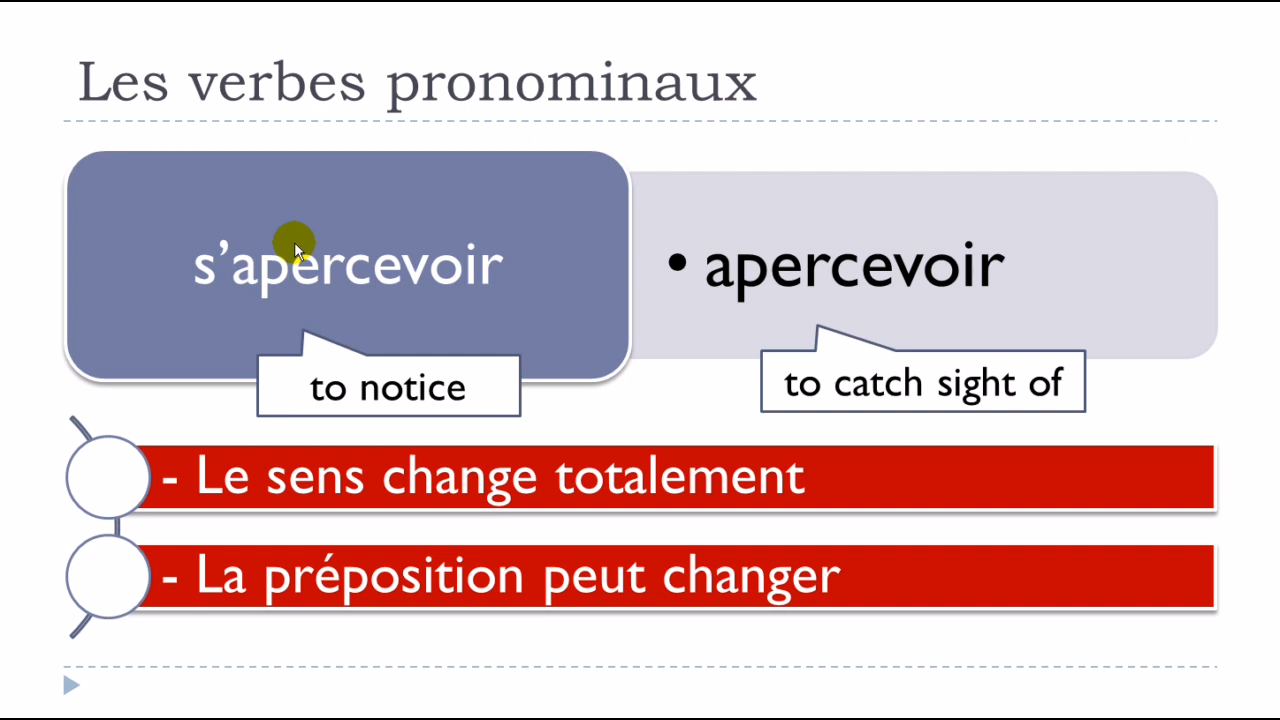 Les verbes pronominaux
s’apercevoir
• apercevoir
to notice
to catch sight of
- Le sens change totalement
- La préposition peut changer